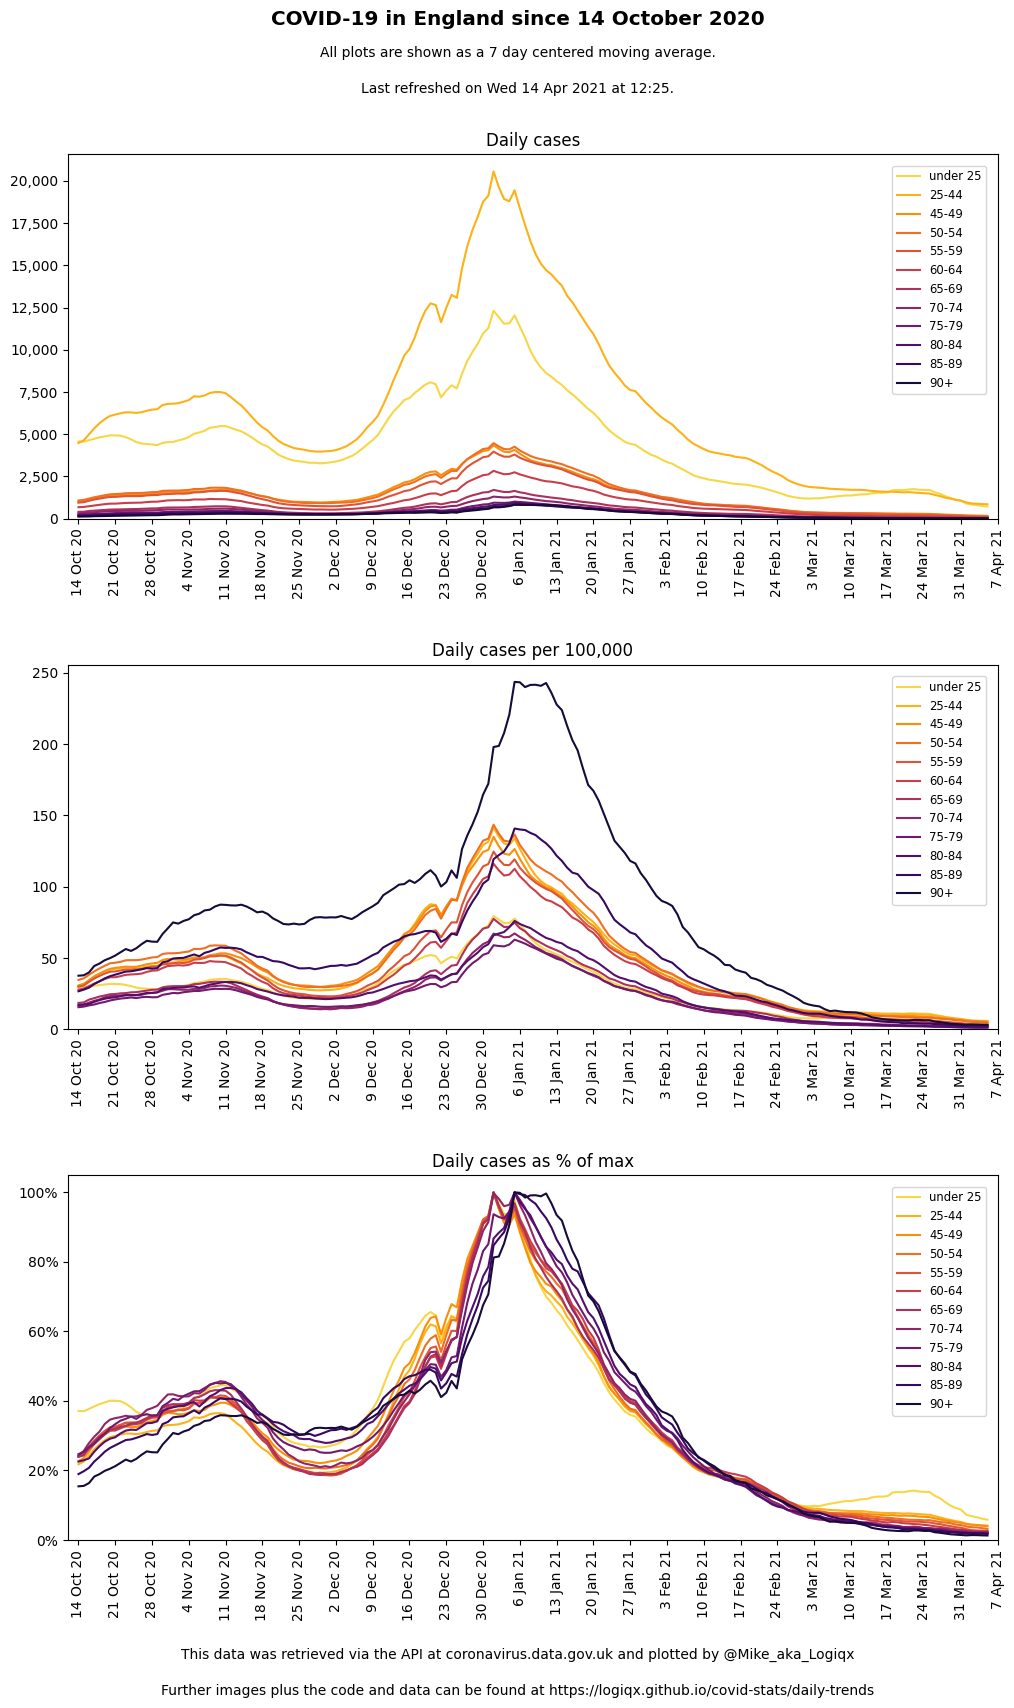 COVID-19 in England since 14 October 2020
All plots are shown as a 7 day centered moving average.
Last refreshed on Wed 14 Apr 2021 at 12:25.
Daily cases
20,000
17,500
15,000
12,500
10,000
7,500
5,000
2,500
0
under 25
25-44
45-49
50-54
55-59
60-64
65-69
70-74
75-79
80-84
85-89
90+
14 Oct 20
21 Oct 20
28 Oct 20
4 Nov 20
11 Nov 20
18 Nov 20
25 Nov 20
2 Dec 20
9 Dec 20
16 Dec 20
23 Dec 20
30 Dec 20
6 Jan 21
13 Jan 21
20 Jan 21
27 Jan 21
3 Feb 21
10 Feb 21
17 Feb 21
24 Feb 21
3 Mar 21
10 Mar 21
17 Mar 21
24 Mar 21
31 Mar 21
7 Apr 21
Daily cases per 100,000
250
200
150
100
50
0
under 25
25-44
45-49
50-54
55-59
60-64
65-69
70-74
75-79
80-84
85-89
90+
14 Oct 20
21 Oct 20
28 Oct 20
4 Nov 20
11 Nov 20
18 Nov 20
25 Nov 20
2 Dec 20
9 Dec 20
16 Dec 20
23 Dec 20
30 Dec 20
6 Jan 21
13 Jan 21
20 Jan 21
27 Jan 21
3 Feb 21
10 Feb 21
17 Feb 21
24 Feb 21
3 Mar 21
10 Mar 21
17 Mar 21
24 Mar 21
31 Mar 21
7 Apr 21
Daily cases as % of max
100%
80%
60%
40%
20%
0%
under 25
25-44
45-49
50-54
55-59
60-64
65-69
70-74
75-79
80-84
85-89
90+
14 Oct 20
21 Oct 20
28 Oct 20
4 Nov 20
11 Nov 20
18 Nov 20
25 Nov 20
2 Dec 20
9 Dec 20
16 Dec 20
23 Dec 20
30 Dec 20
6 Jan 21
13 Jan 21
20 Jan 21
27 Jan 21
3 Feb 21
10 Feb 21
17 Feb 21
24 Feb 21
3 Mar 21
10 Mar 21
17 Mar 21
24 Mar 21
31 Mar 21
7 Apr 21
This data was retrieved via the API at coronavirus.data.gov.uk and plotted by @Mike_aka_Logiqx
Further images plus the code and data can be found at https://logiqx.github.io/covid-stats/daily-trends